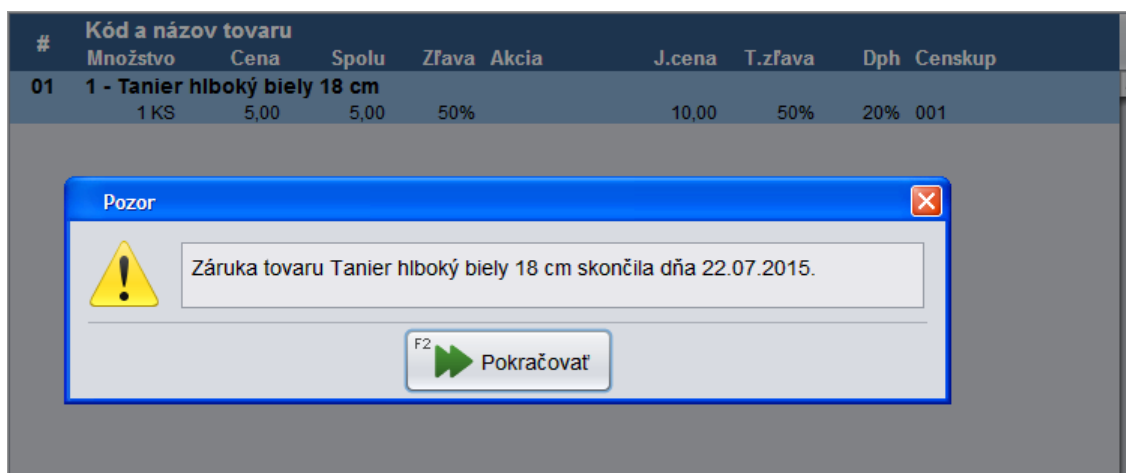 # Kód a názov tovaru
Množstvo Cena Spolu Zľava Akcia J.cena T.zľava Dph Censkup
01 1 - Tanier hlboký biely 18 cm
1 KS 5,00 5,00 50% 10,00 50% 20% 001
Pozor
Záruka tovaru Tanier hlboký biely 18 cm skončila dňa 22.07.2015.
F2 Pokračovať